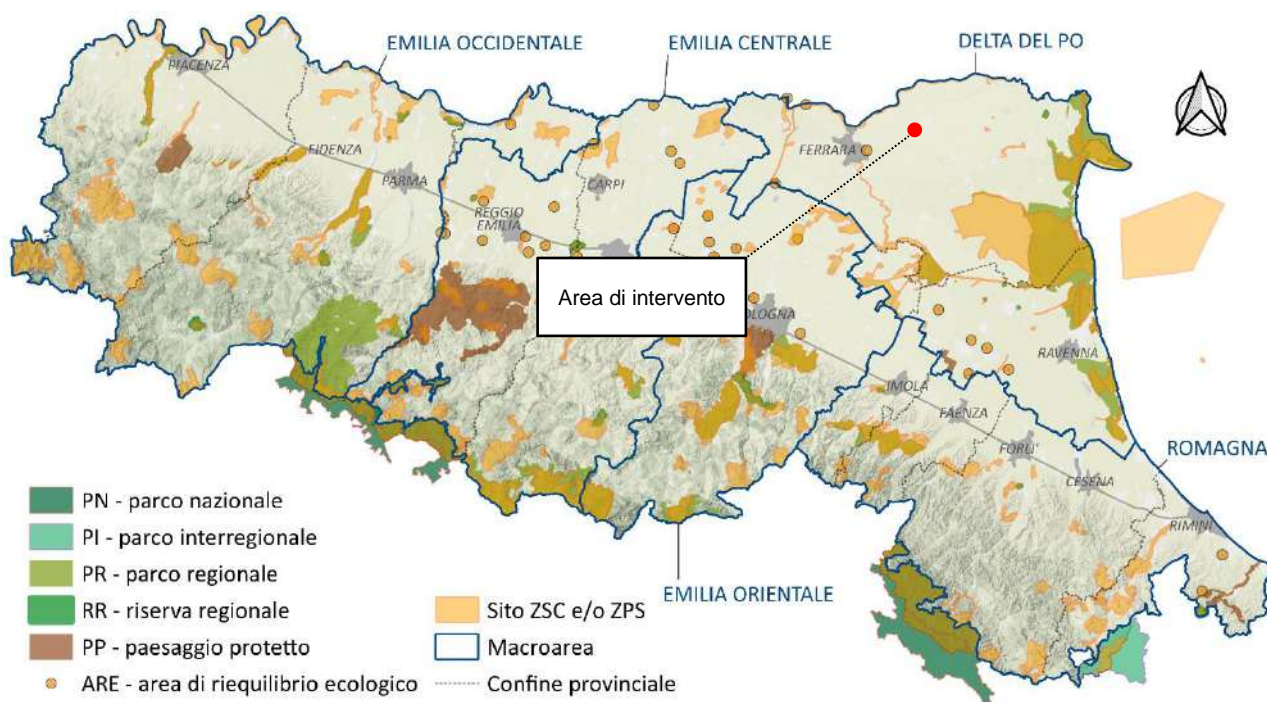 EMILIA OCCIDENTALE
EMILIA CENTRALE
DELTA DEL PO
PIACENZA
FIDENZA
PARMA
REGGIO
EMILIA
CARPI
FERRARA
Area di intervento
OLOGNA
IMOLA
FAENZA
FORLI'
CESENA
RAVENNA
ROMAGNA
RIMINI
EMILIA ORIENTALE
PN - parco nazionale
PI - parco interregionale
PR - parco regionale
RR - riserva regionale
PP - paesaggio protetto
ARE - area di riequilibrio ecologico
Sito ZSC e/o ZPS
Macroarea
Confine provinciale